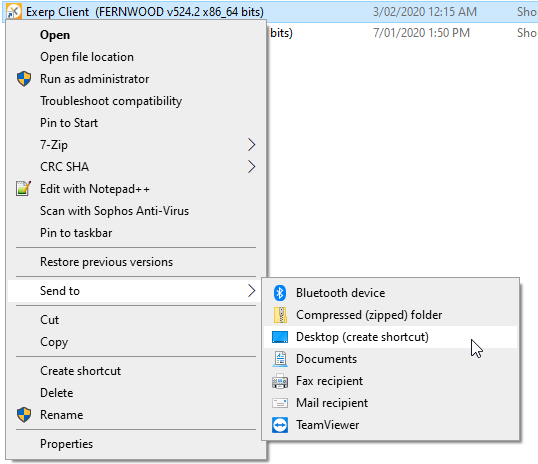 Exerp Client  (FERNWOOD v524.2 x86_64 bits) 3/02/2020 12:15 AM Sho
bits) 7/01/2020 1:50 PM Sho
Open
Open file location
Run as administrator
Troubleshoot compatibility
Pin to Start
7-Zip
CRC SHA
Edit with Notepad++
Scan with Sophos Anti-Virus
Pin to taskbar
Restore previous versions
Send to
Cut
Copy
Create shortcut
Delete
Rename
Properties
Bluetooth device
Compressed (zipped) folder
Desktop (create shortcut)
Documents
Fax recipient
Mail recipient
TeamViewer